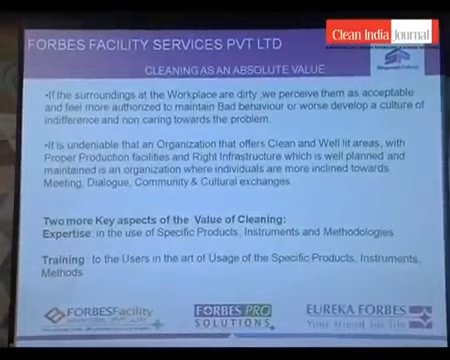 Clean India Journal
FORBES FACILITY SERVICES PVT LTD
CLEANING AS AN ABSOLUTE VALUE
•If the surroundings at the Workplace are dirty ,we perceive them as acceptable
and feel more authorized to maintain Bad behaviour or worse develop a culture of
indifference and non caring towards the problem.
•It is undeniable that an Organization that offers Clean and Well lit areas, with
Proper Production facilities and Right Infrastructure which is well planned and
maintained is an organization where individuals are more inclined towards
Meeting, Dialogue, Community & Cultural exchanges.
Two more Key aspects of the Value of Cleaning:
Expertise: in the use of Specific Products, Instruments and Methodologies
Training : to the Users in the art of Usage of the Specific Products, Instruments,
Methods
FORBESFacility
FORBES PRO
SOLUTIONS
EUREKA FORBES
Your friend for life